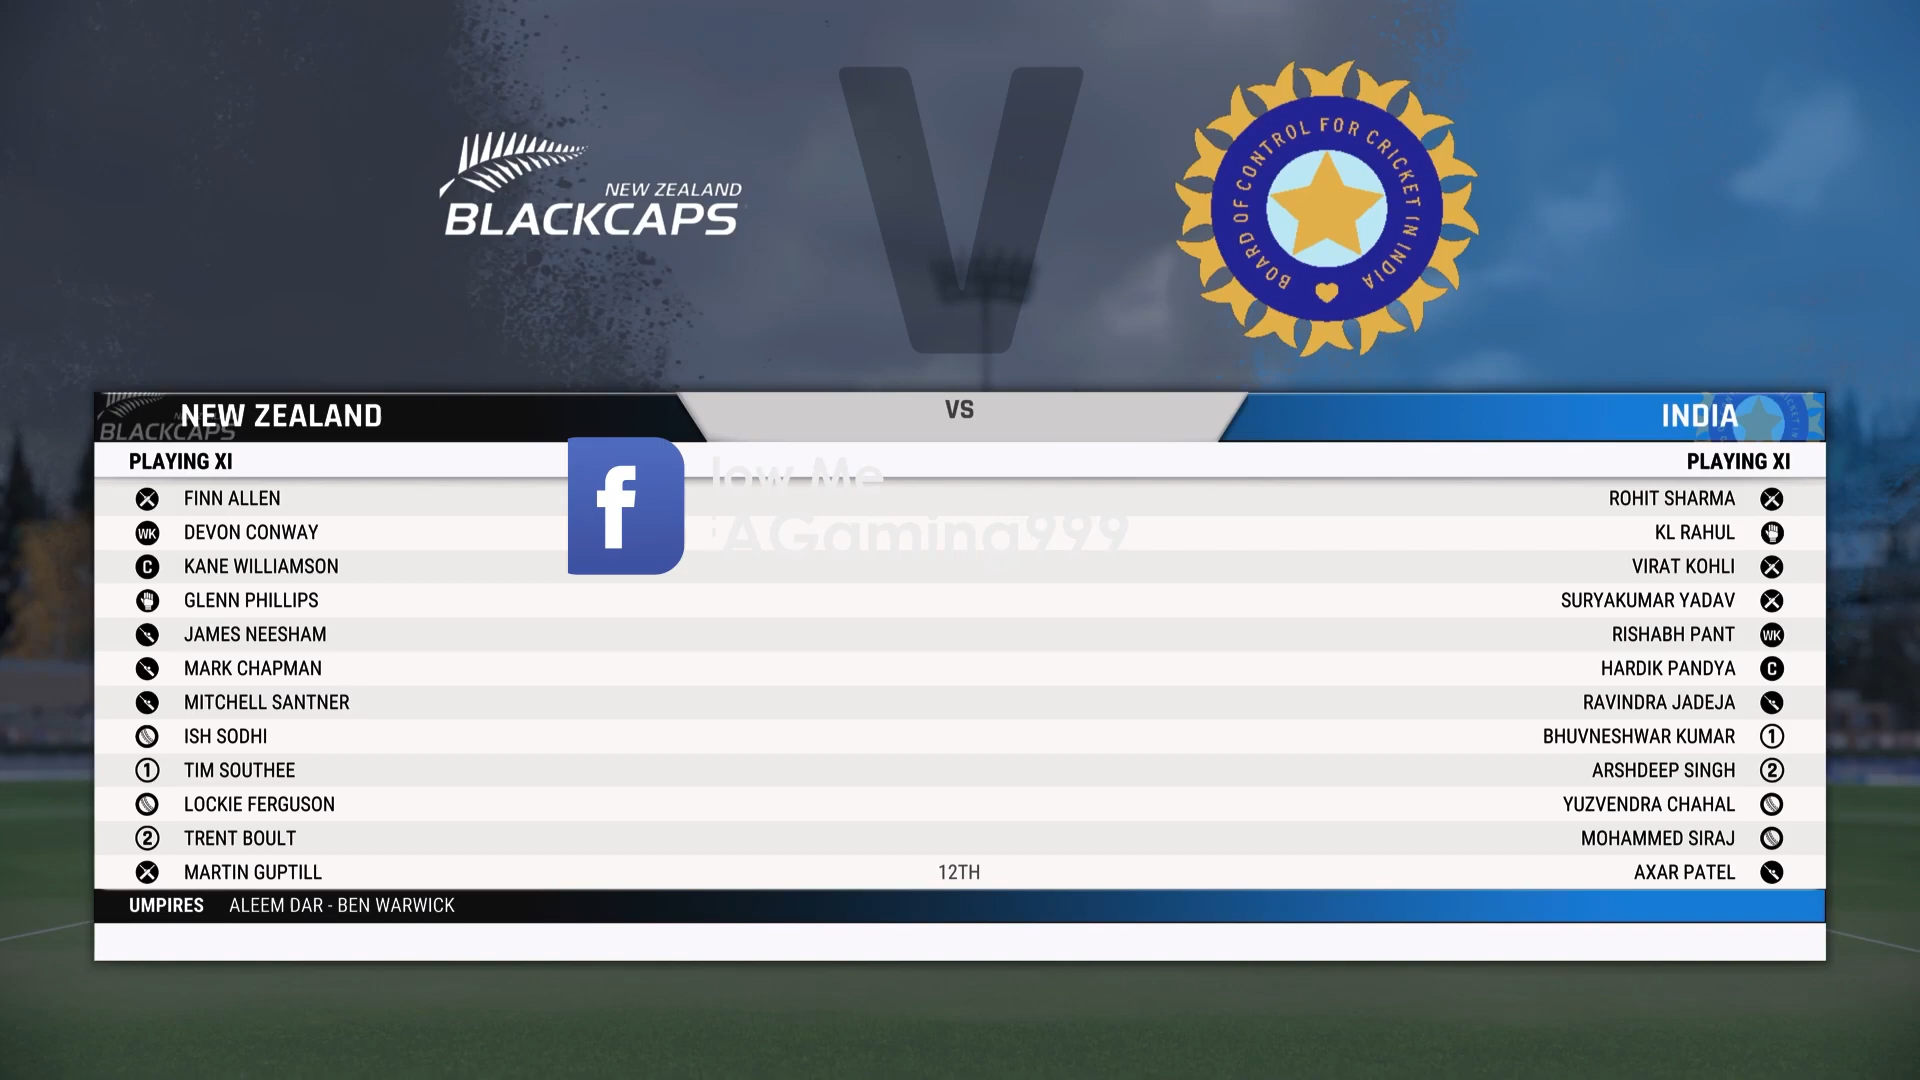 V
NEW ZEALAND
BLACKCAPS
BOARD OF CONTROL FOR CRICKET IN INDIA
BLACKCAPS
NEW ZEALAND
VS
INDIA
PLAYING XI
PLAYING XI
f
low Me
AGaming999
FINN ALLEN
ROHIT SHARMA
WK DEVON CONWAY
KL RAHUL
C KANE WILLIAMSON
VIRAT KOHLI
GLENN PHILLIPS
SURYAKUMAR YADAV
JAMES NEESHAM
RISHABH PANT WK
MARK CHAPMAN
HARDIK PANDYA C
MITCHELL SANTNER
RAVINDRA JADEJA
ISH SODHI
BHUVNESHWAR KUMAR 1
1 TIM SOUTHEE
ARSHDEEP SINGH 2
LOCKIE FERGUSON
YUZVENDRA CHAHAL
2 TRENT BOULT
MOHAMMED SIRAJ
MARTIN GUPTILL
12TH
AXAR PATEL
UMPIRES ALEEM DAR - BEN WARWICK